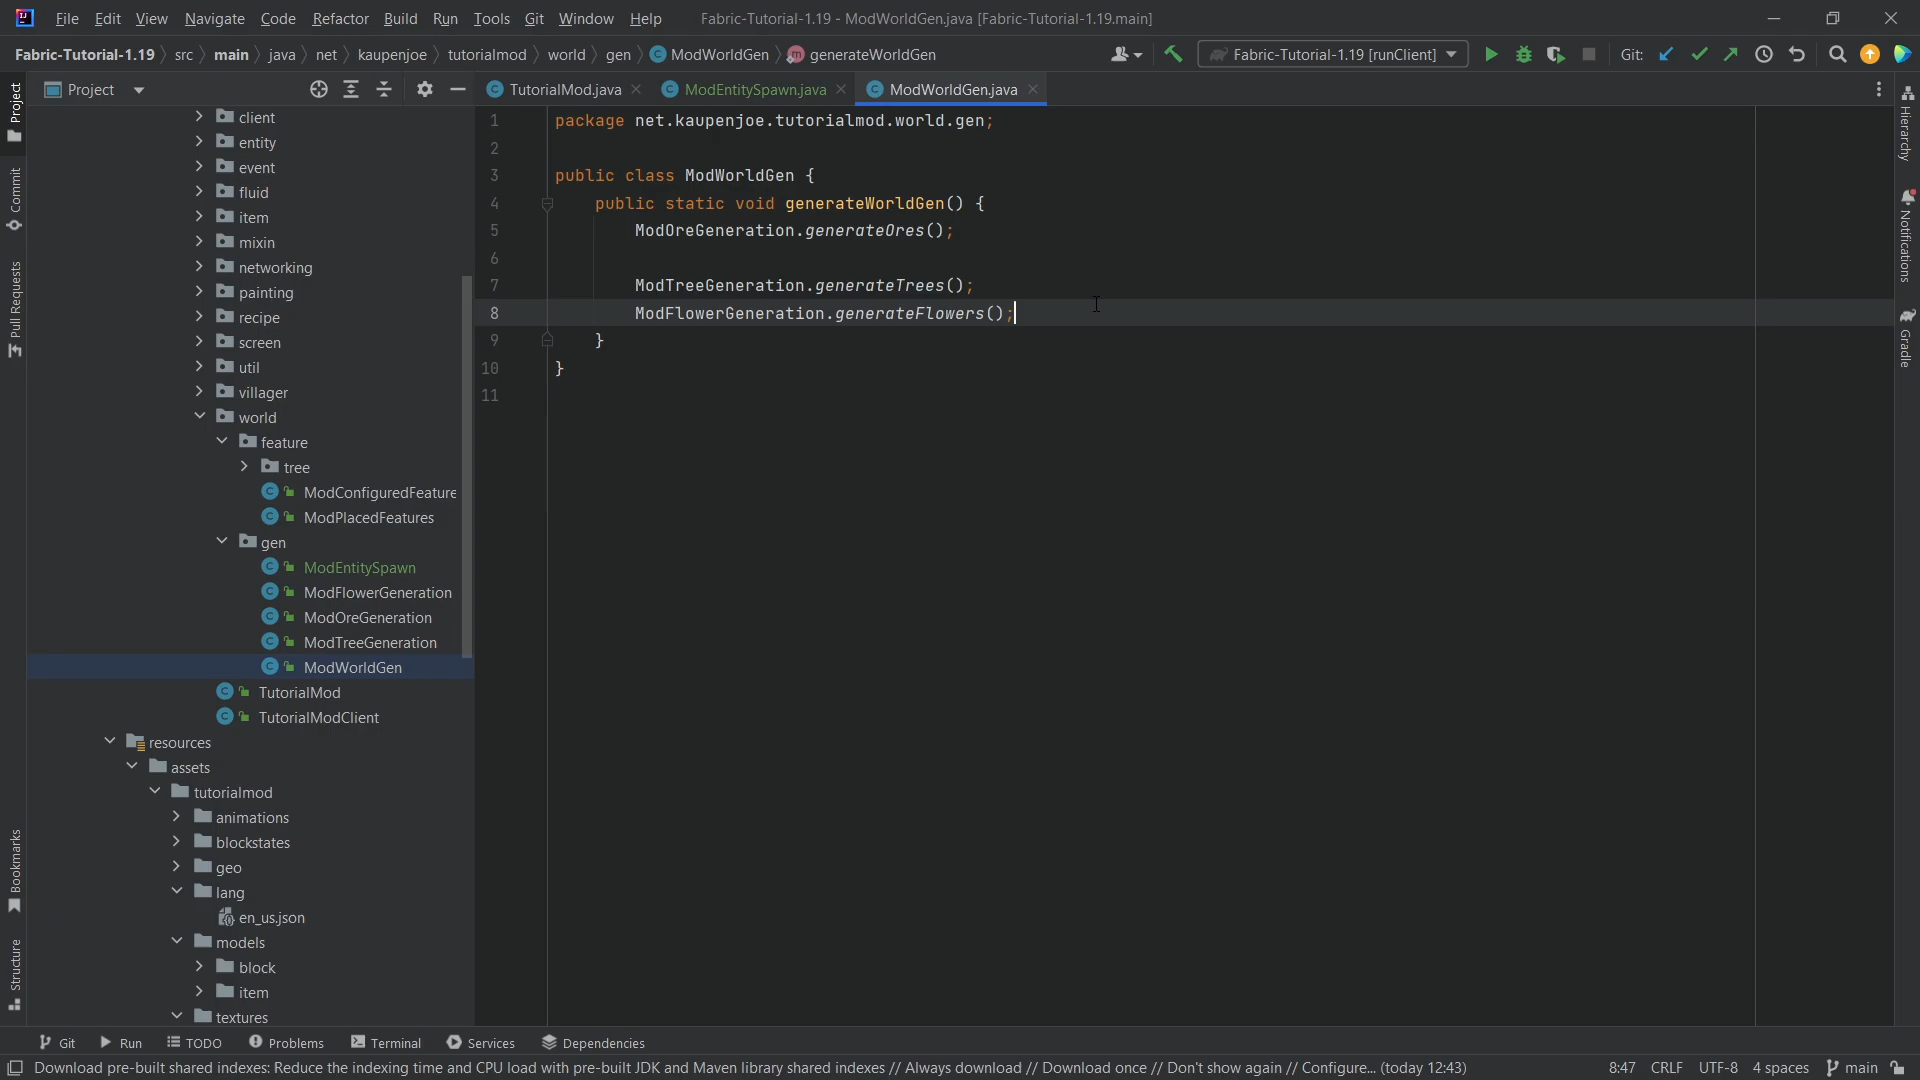 File Edit View Navigate Code Refactor Build Run Tools Git Window Help Fabric-Tutorial-1.19 - ModWorldGen.java [Fabric-Tutorial-1.19.main]
Fabric-Tutorial-1.19 src main java net kaupenjoe tutorialmod world gen ModWorldGen generateWorldGen Fabric-Tutorial-1.19 [runClient] Git:
Project TutorialMod.java ModEntitySpawn.java ModWorldGen.java
Project
Commit
Pull Requests
Bookmarks
Structure
client
entity
event
fluid
item
mixin
networking
painting
recipe
screen
util
villager
world
feature
tree
ModConfiguredFeature
ModPlacedFeatures
gen
ModEntitySpawn
ModFlowerGeneration
ModOreGeneration
ModTreeGeneration
ModWorldGen
TutorialMod
TutorialModClient
resources
assets
tutorialmod
animations
blockstates
geo
lang
en_us.json
models
block
item
textures
1 package net.kaupenjoe.tutorialmod.world.gen;
2
3 public class ModWorldGen {
4 public static void generateWorldGen() {
5 ModOreGeneration.generateOres();
6
7 ModTreeGeneration.generateTrees();
8 ModFlowerGeneration.generateFlowers();
9 }
10 }
11
Hierarchy
Notifications
Gradle
Git Run TODO Problems Terminal Services Dependencies
Download pre-built shared indexes: Reduce the indexing time and CPU load with pre-built JDK and Maven library shared indexes // Always download // Download once // Don't show again // Configure... (today 12:43) 8:47 CRLF UTF-8 4 spaces main